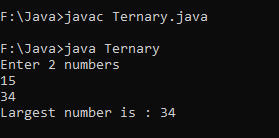 F:\Java>javac Ternary.java
F:\Java>java Ternary
Enter 2 numbers
15
34
Largest number is : 34